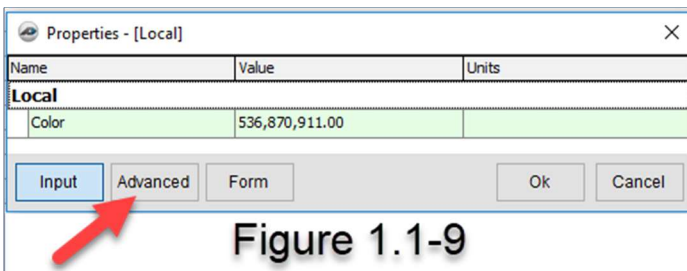 Properties - [Local]
Name Value Units
Local
Color 536,870,911.00
Input Advanced Form Ok Cancel
Figure 1.1-9